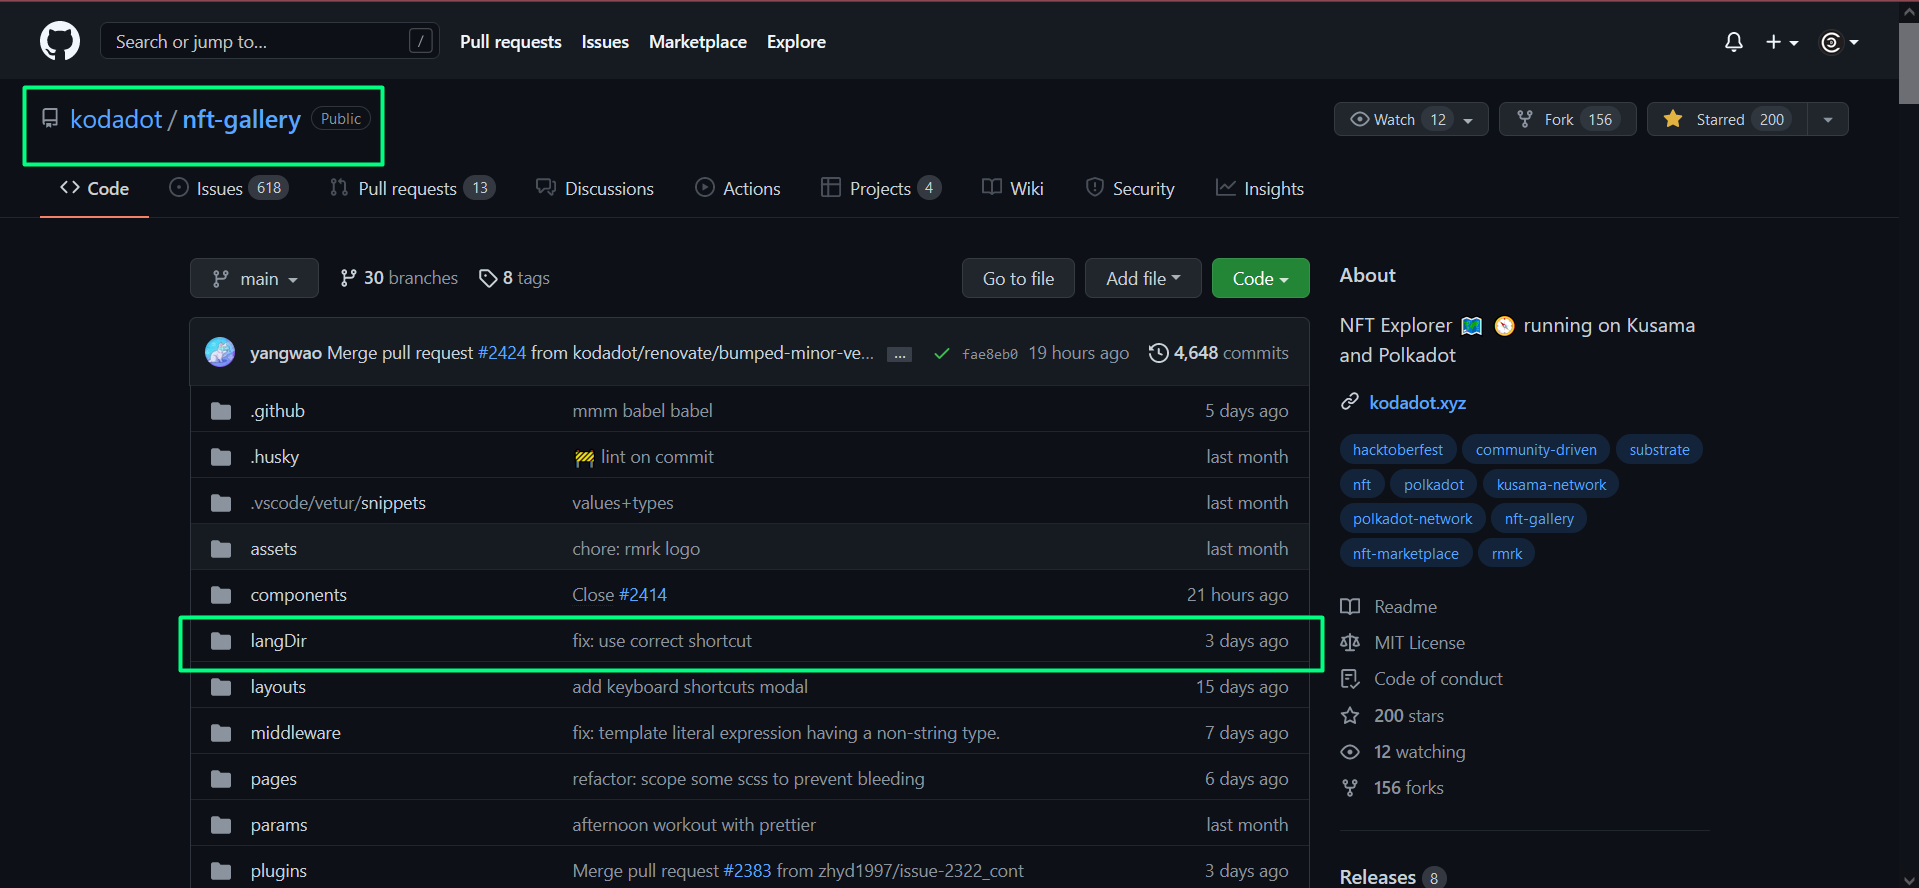 Search or jump to... /
Pull requests Issues Marketplace Explore
kodadot / nft-gallery Public
Watch 12 Fork 156 Starred 200
Code Issues 618 Pull requests 13 Discussions Actions Projects 4 Wiki Security Insights
main 30 branches 8 tags Go to file Add file Code
yangwao Merge pull request #2424 from kodadot/renovate/bumped-minor-ve... ... fae8eb0 19 hours ago 4,648 commits
.github mmm babel babel 5 days ago
.husky lint on commit last month
.vscode/vetur/snippets values+types last month
assets chore: rmrk logo last month
components Close #2414 21 hours ago
langDir fix: use correct shortcut 3 days ago
layouts add keyboard shortcuts modal 15 days ago
middleware fix: template literal expression having a non-string type. 7 days ago
pages refactor: scope some scss to prevent bleeding 6 days ago
params afternoon workout with prettier last month
plugins Merge pull request #2383 from zhyd1997/issue-2322_cont 3 days ago
About
NFT Explorer running on Kusama
and Polkadot
kodadot.xyz
hacktoberfest community-driven substrate
nft polkadot kusama-network
polkadot-network nft-gallery
nft-marketplace rmrk
Readme
MIT License
Code of conduct
200 stars
12 watching
156 forks
Releases 8